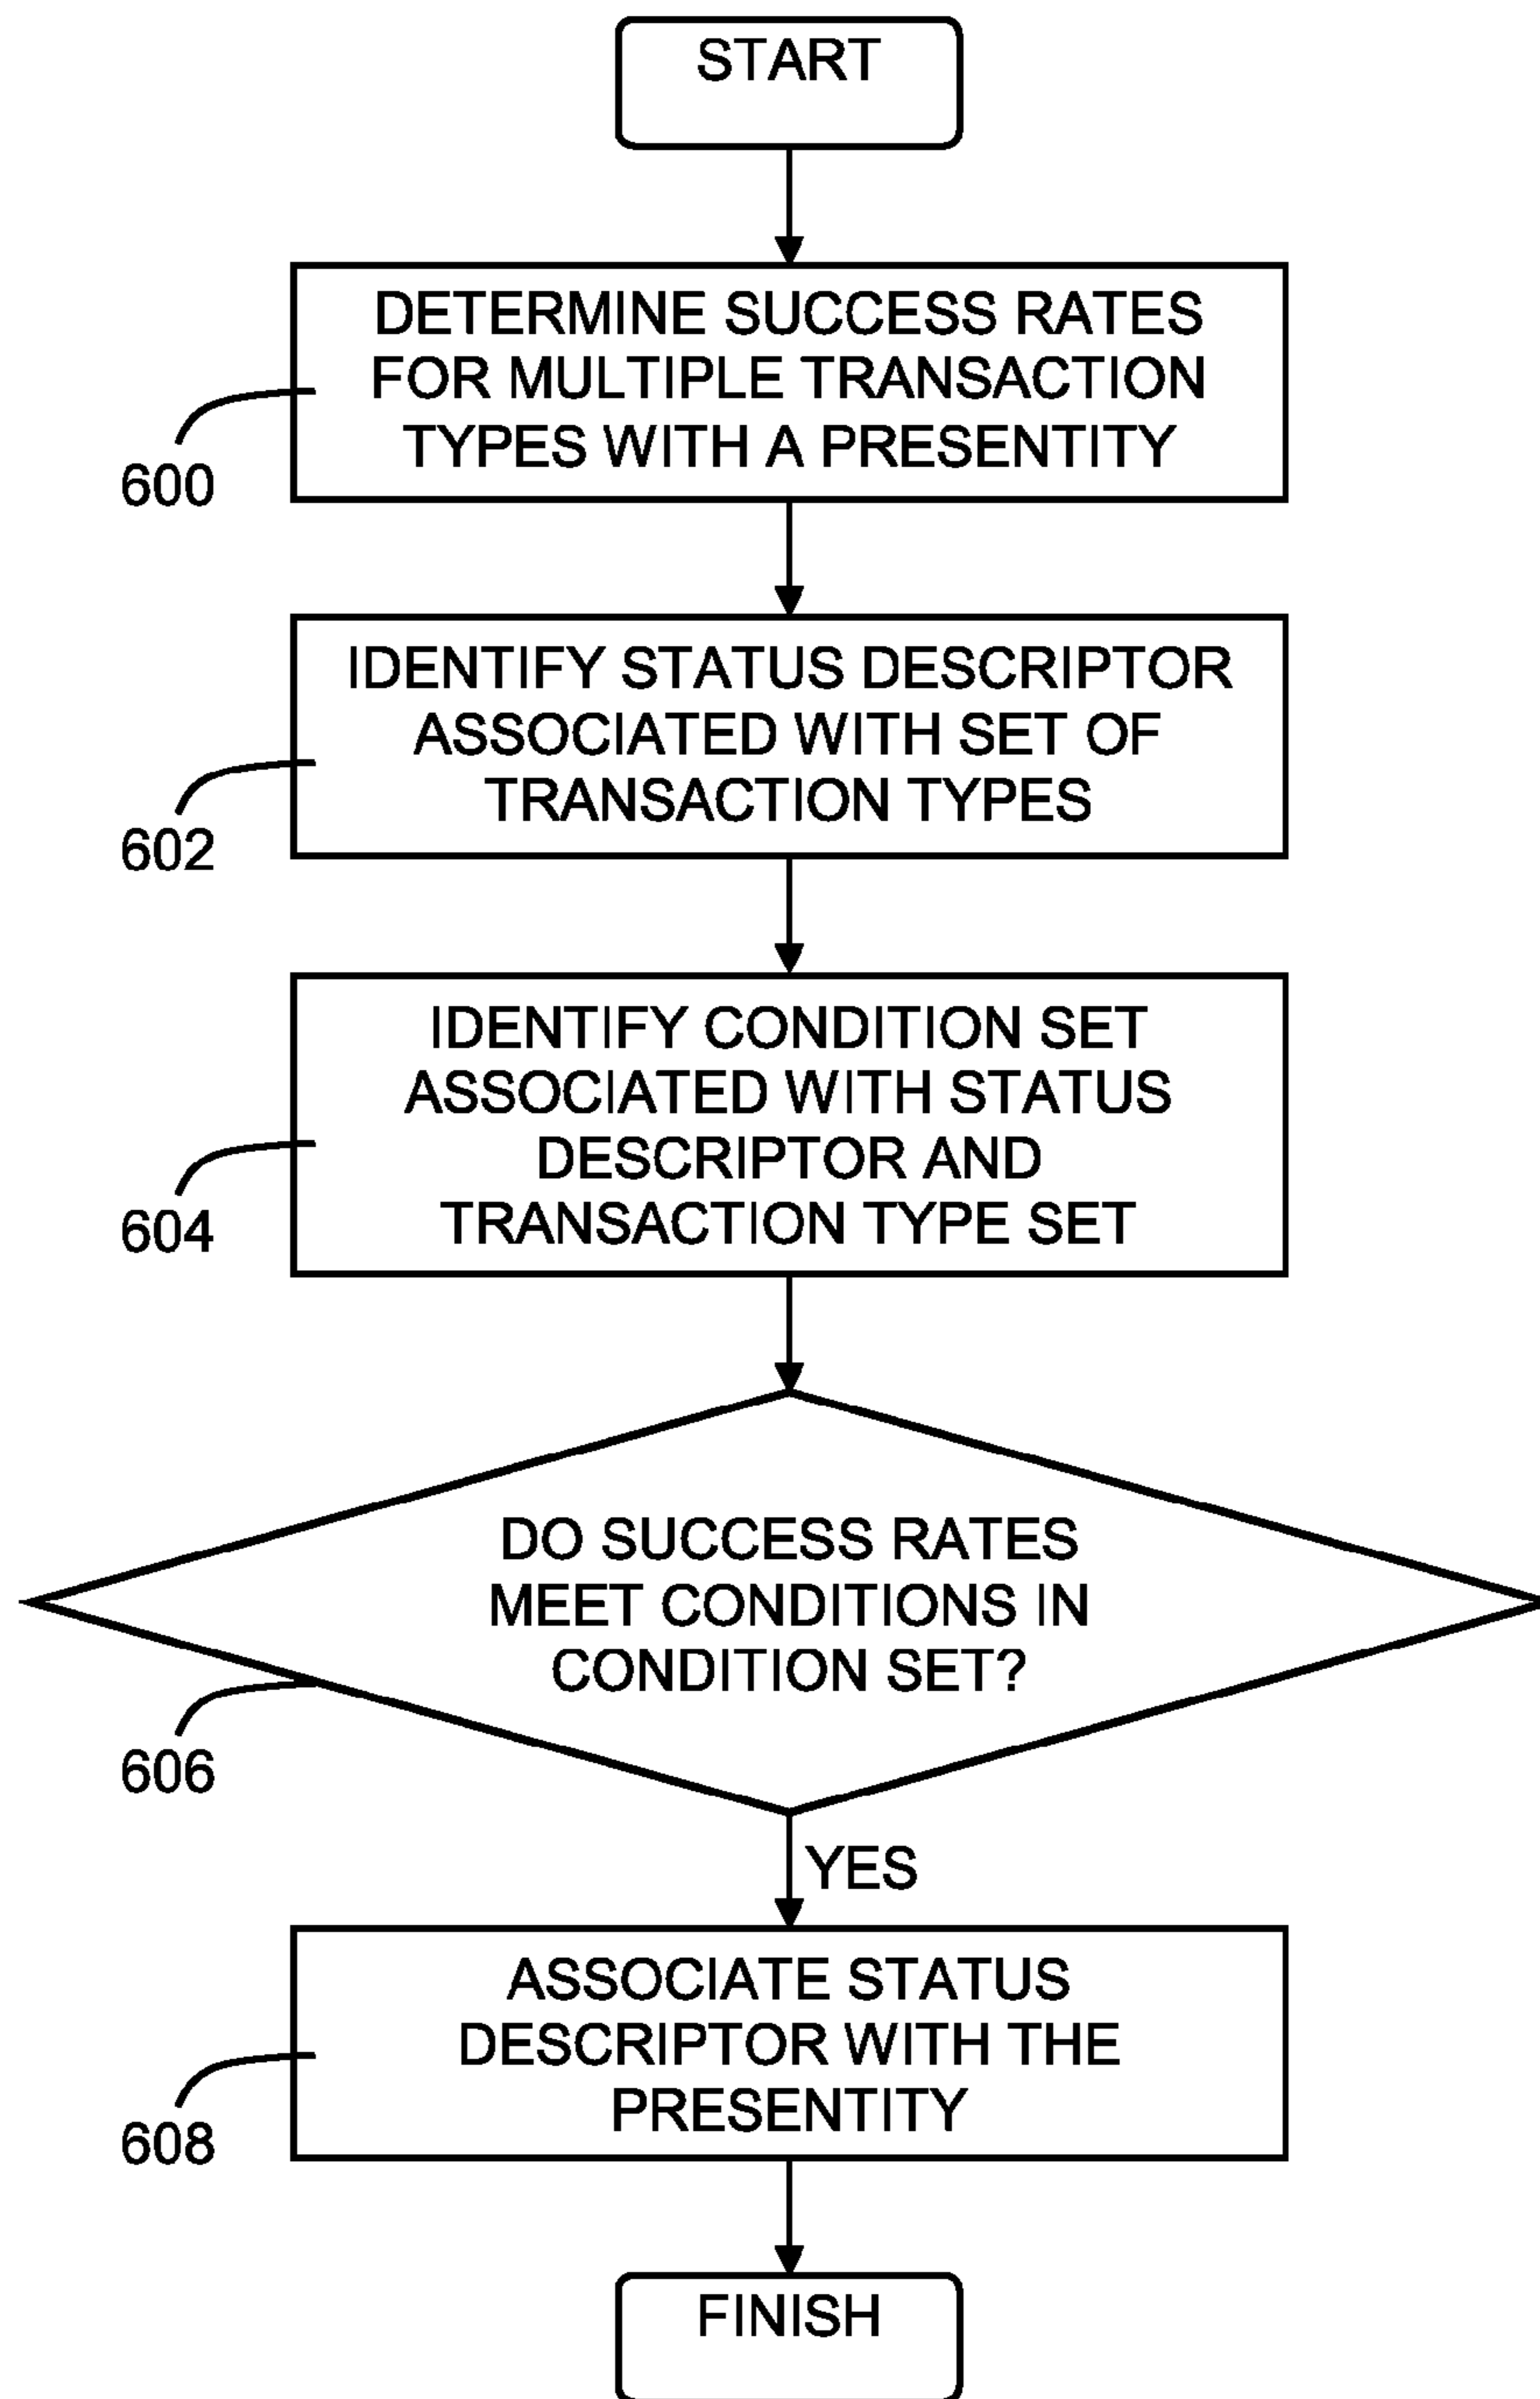 START
DETERMINE SUCCESS RATES
FOR MULTIPLE TRANSACTION
TYPES WITH A PRESENTITY
600
IDENTIFY STATUS DESCRIPTOR
ASSOCIATED WITH SET OF
TRANSACTION TYPES
602
IDENTIFY CONDITION SET
ASSOCIATED WITH STATUS
DESCRIPTOR AND
TRANSACTION TYPE SET
604
DO SUCCESS RATES
MEET CONDITIONS IN
CONDITION SET?
606
YES
ASSOCIATE STATUS
DESCRIPTOR WITH THE
PRESENTITY
608
FINISH